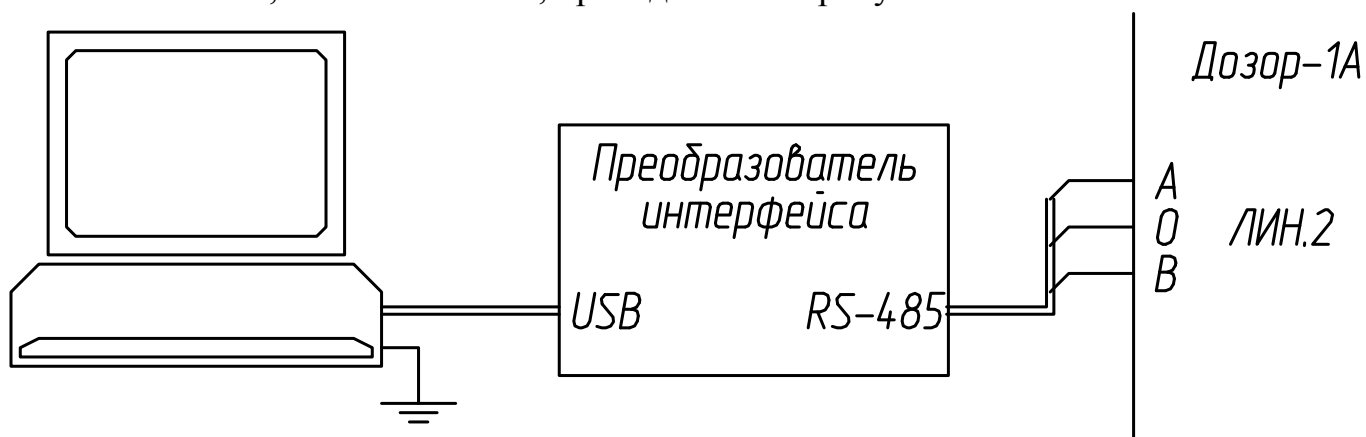 Дозор-1А
Преобразователь
интерфейса
USB
RS-485
А
0
В
ЛИН.2